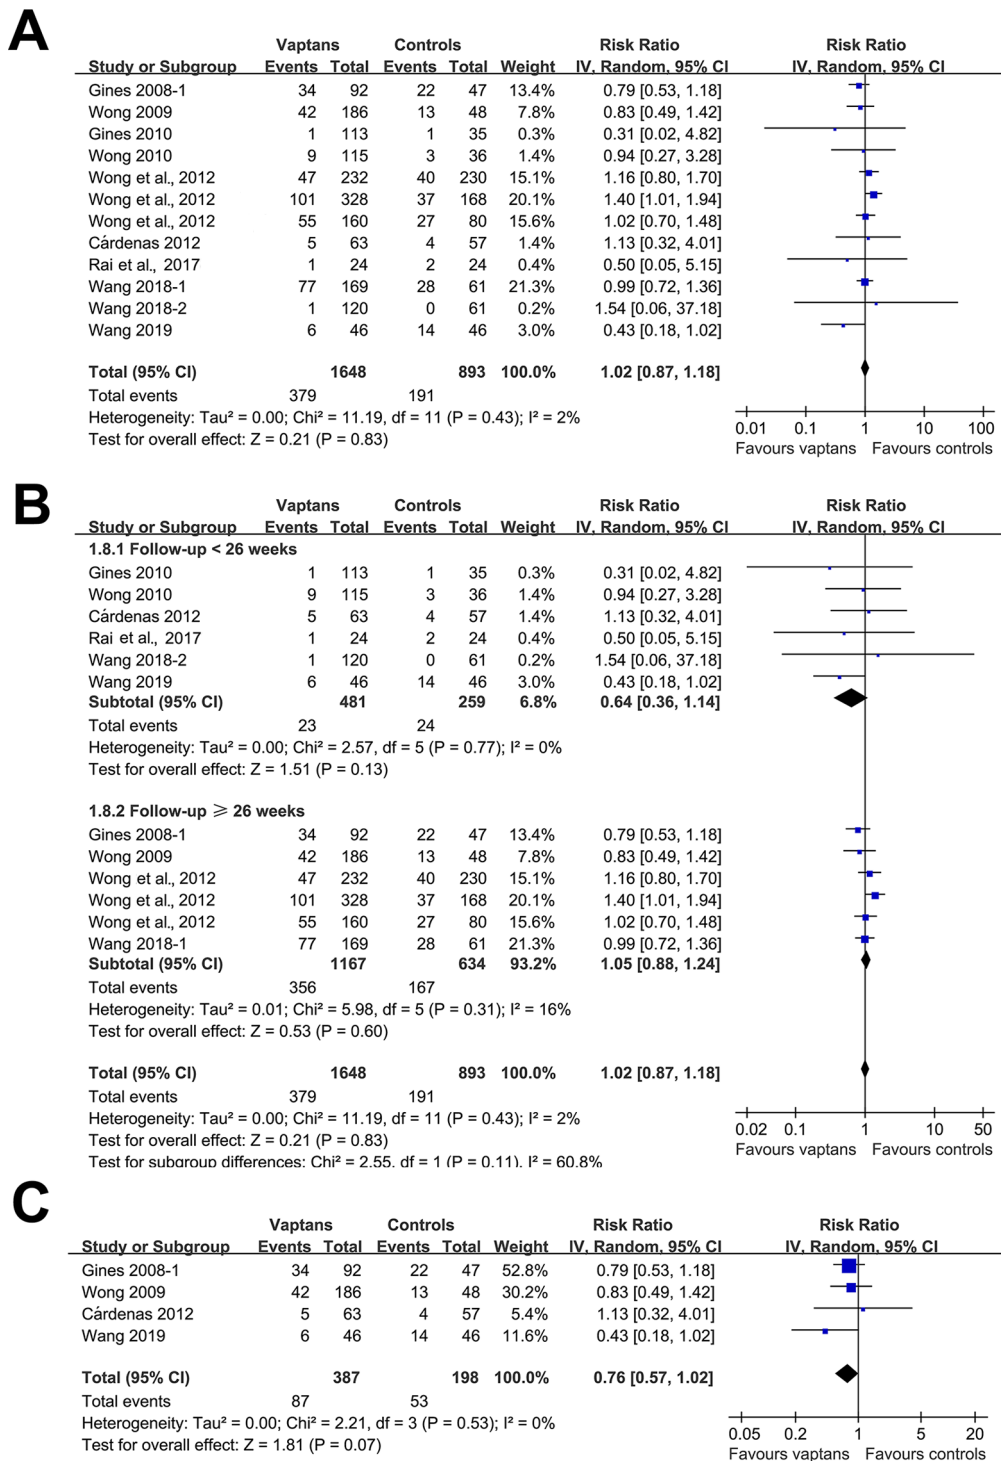 A
Vaptans Controls Risk Ratio Risk Ratio
Study or Subgroup Events Total Events Total Weight IV, Random, 95% CI IV, Random, 95% CI
Gines 2008-1 34 92 22 47 13.4% 0.79 [0.53, 1.18]
Wong 2009 42 186 13 48 7.8% 0.83 [0.49, 1.42]
Gines 2010 1 113 1 35 0.3% 0.31 [0.02, 4.82]
Wong 2010 9 115 3 36 1.4% 0.94 [0.27, 3.28]
Wong et al., 2012 47 232 40 230 15.1% 1.16 [0.80, 1.70]
Wong et al., 2012 101 328 37 168 20.1% 1.40 [1.01, 1.94]
Wong et al., 2012 55 160 27 80 15.6% 1.02 [0.70, 1.48]
Cárdenas 2012 5 63 4 57 1.4% 1.13 [0.32, 4.01]
Rai et al., 2017 1 24 2 24 0.4% 0.50 [0.05, 5.15]
Wang 2018-1 77 169 28 61 21.3% 0.99 [0.72, 1.36]
Wang 2018-2 1 120 0 61 0.2% 1.54 [0.06, 37.18]
Wang 2019 6 46 14 46 3.0% 0.43 [0.18, 1.02]
Total (95% CI) 1648 893 100.0% 1.02 [0.87, 1.18]
Total events 379 191
Heterogeneity: Tau² = 0.00; Chi² = 11.19, df = 11 (P = 0.43); I² = 2%
Test for overall effect: Z = 0.21 (P = 0.83)
0.01 0.1 1 10 100
Favours vaptans Favours controls
B
Vaptans Controls Risk Ratio Risk Ratio
Study or Subgroup Events Total Events Total Weight IV, Random, 95% CI IV, Random, 95% CI
1.8.1 Follow-up < 26 weeks
Gines 2010 1 113 1 35 0.3% 0.31 [0.02, 4.82]
Wong 2010 9 115 3 36 1.4% 0.94 [0.27, 3.28]
Cárdenas 2012 5 63 4 57 1.4% 1.13 [0.32, 4.01]
Rai et al., 2017 1 24 2 24 0.4% 0.50 [0.05, 5.15]
Wang 2018-2 1 120 0 61 0.2% 1.54 [0.06, 37.18]
Wang 2019 6 46 14 46 3.0% 0.43 [0.18, 1.02]
Subtotal (95% CI) 481 259 6.8% 0.64 [0.36, 1.14]
Total events 23 24
Heterogeneity: Tau² = 0.00; Chi² = 2.57, df = 5 (P = 0.77); I² = 0%
Test for overall effect: Z = 1.51 (P = 0.13)
1.8.2 Follow-up ⩾ 26 weeks
Gines 2008-1 34 92 22 47 13.4% 0.79 [0.53, 1.18]
Wong 2009 42 186 13 48 7.8% 0.83 [0.49, 1.42]
Wong et al., 2012 47 232 40 230 15.1% 1.16 [0.80, 1.70]
Wong et al., 2012 101 328 37 168 20.1% 1.40 [1.01, 1.94]
Wong et al., 2012 55 160 27 80 15.6% 1.02 [0.70, 1.48]
Wang 2018-1 77 169 28 61 21.3% 0.99 [0.72, 1.36]
Subtotal (95% CI) 1167 634 93.2% 1.05 [0.88, 1.24]
Total events 356 167
Heterogeneity: Tau² = 0.01; Chi² = 5.98, df = 5 (P = 0.31); I² = 16%
Test for overall effect: Z = 0.53 (P = 0.60)
Total (95% CI) 1648 893 100.0% 1.02 [0.87, 1.18]
Total events 379 191
Heterogeneity: Tau² = 0.00; Chi² = 11.19, df = 11 (P = 0.43); I² = 2%
Test for overall effect: Z = 0.21 (P = 0.83)
Test for subgroup differences: Chi² = 2.55, df = 1 (P = 0.11), I² = 60.8%
0.02 0.1 1 10 50
Favours vaptans Favours controls
C
Vaptans Controls Risk Ratio Risk Ratio
Study or Subgroup Events Total Events Total Weight IV, Random, 95% CI IV, Random, 95% CI
Gines 2008-1 34 92 22 47 52.8% 0.79 [0.53, 1.18]
Wong 2009 42 186 13 48 30.2% 0.83 [0.49, 1.42]
Cárdenas 2012 5 63 4 57 5.4% 1.13 [0.32, 4.01]
Wang 2019 6 46 14 46 11.6% 0.43 [0.18, 1.02]
Total (95% CI) 387 198 100.0% 0.76 [0.57, 1.02]
Total events 87 53
Heterogeneity: Tau² = 0.00; Chi² = 2.21, df = 3 (P = 0.53); I² = 0%
Test for overall effect: Z = 1.81 (P = 0.07)
0.05 0.2 1 5 20
Favours vaptans Favours controls